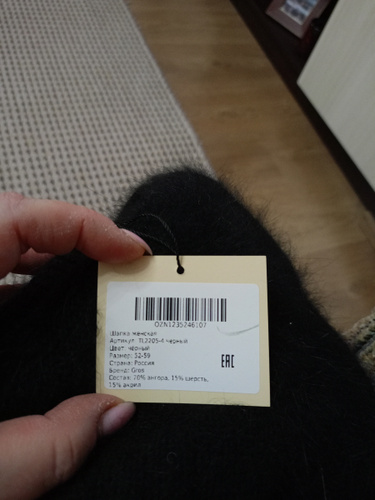 OZN1235246107
Шапка женская
Артикул: TL2205-4 черный
Цвет: черный
Размер: 52-59
Страна: Россия
Бренд: Gros
Состав: 70% ангора, 15% шерсть,
15% акрил
EAC